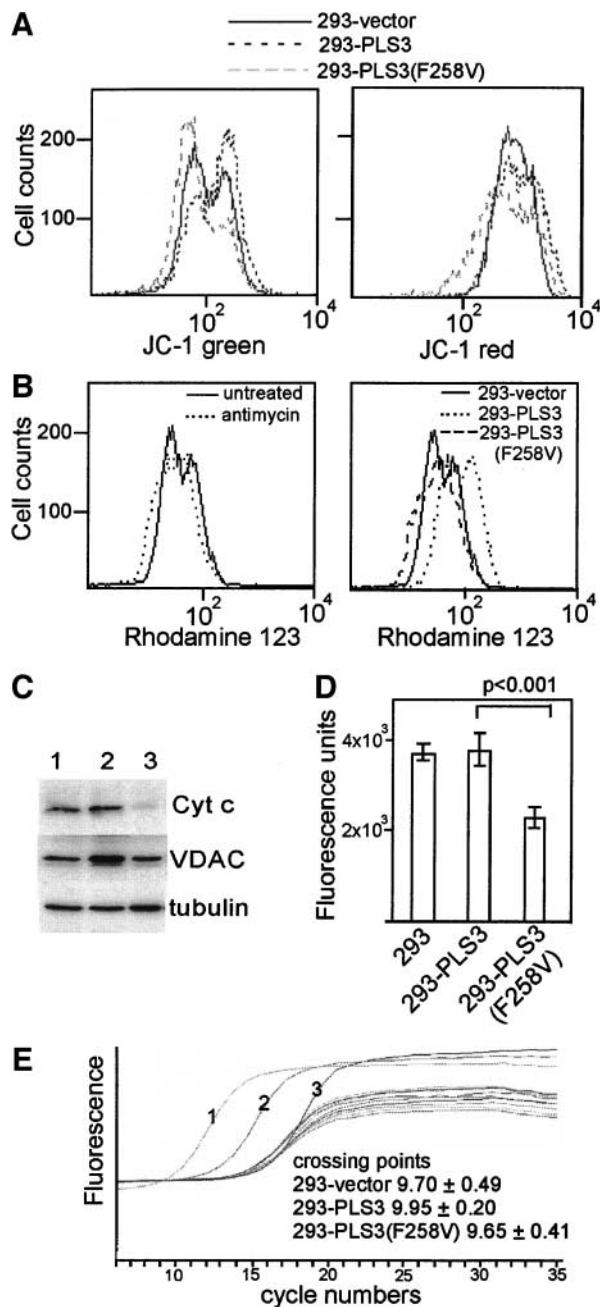 A
293-vector
293-PLS3
293-PLS3(F258V)
Cell counts
200
100
10² 10⁴ 10² 10⁴
JC-1 green JC-1 red
B
untreated
antimycin
293-vector
293-PLS3
293-PLS3
(F258V)
Cell counts
200
100
10² 10⁴ 10² 10⁴
Rhodamine 123 Rhodamine 123
C
1 2 3
Cyt c
VDAC
tubulin
D
p<0.001
Fluorescence units
4x10³
2x10³
293
293-PLS3
293-PLS3
(F258V)
E
Fluorescence
1 2 3
crossing points
293-vector 9.70 ± 0.49
293-PLS3 9.95 ± 0.20
293-PLS3(F258V) 9.65 ± 0.41
10 15 20 25 30 35
cycle numbers